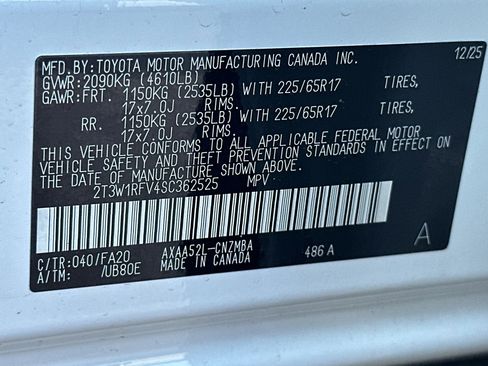 MFD. BY: TOYOTA MOTOR MANUFACTURING CANADA INC. 12/25
GVWR: 2090KG (4610LB)
GAWR: FRT. 1150KG (2535LB) WITH 225/65R17 TIRES,
17x7.0J RIMS.
RR. 1150KG (2535LB) WITH 225/65R17 TIRES,
17x7.0J RIMS.
THIS VEHICLE CONFORMS TO ALL APPLICABLE FEDERAL MOTOR
VEHICLE SAFETY AND THEFT PREVENTION STANDARDS IN EFFECT ON
THE DATE OF MANUFACTURE SHOWN ABOVE.
2T3W1RFV4SC362525 MPV
C/TR: 040/FA20 AXAA52L-CNZMBA 486A A
A/TM: /UB80E MADE IN CANADA